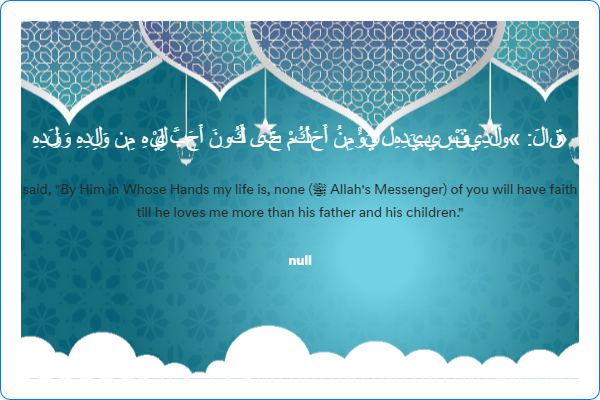 قَالَ: «وَالَّذِي نَفْسِي بِيَدِهِ لَا يُؤْمِنُ أَحَدُكُمْ حَتَّى أَكُونَ أَحَبَّ إِلَيْهِ مِنْ وَالِدِهِ وَوَلَدِهِ»
said, "By Him in Whose Hands my life is, none (ﷺ Allah's Messenger) of you will have faith
till he loves me more than his father and his children."
null